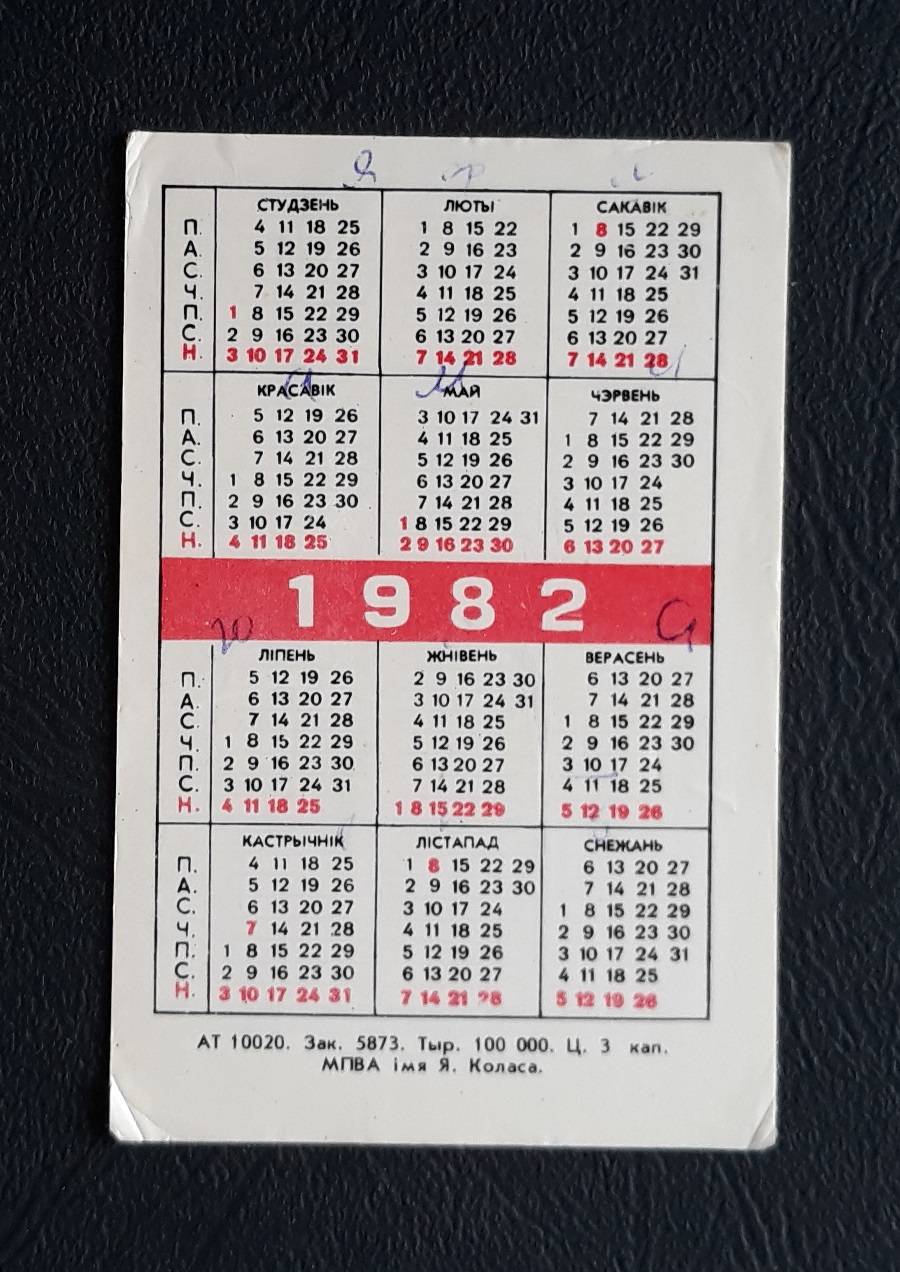 СТУДЗЕНЬ ЛЮТЫ САКАВІК
П. 4 11 18 25 1 8 15 22 1 8 15 22 29
А. 5 12 19 26 2 9 16 23 2 9 16 23 30
С. 6 13 20 27 3 10 17 24 3 10 17 24 31
Ч. 7 14 21 28 4 11 18 25 4 11 18 25
П. 1 8 15 22 29 5 12 19 26 5 12 19 26
С. 2 9 16 23 30 6 13 20 27 6 13 20 27
Н. 3 10 17 24 31 7 14 21 28 7 14 21 28
КРАСАВІК МАЙ ЧЭРВЕНЬ
П. 5 12 19 26 3 10 17 24 31 7 14 21 28
А. 6 13 20 27 4 11 18 25 1 8 15 22 29
С. 7 14 21 28 5 12 19 26 2 9 16 23 30
Ч. 1 8 15 22 29 6 13 20 27 3 10 17 24
П. 2 9 16 23 30 7 14 21 28 4 11 18 25
С. 3 10 17 24 1 8 15 22 29 5 12 19 26
Н. 4 11 18 25 2 9 16 23 30 6 13 20 27
1982
ЛІПЕНЬ ЖНІВЕНЬ ВЕРАСЕНЬ
П. 5 12 19 26 2 9 16 23 30 6 13 20 27
А. 6 13 20 27 3 10 17 24 31 7 14 21 28
С. 7 14 21 28 4 11 18 25 1 8 15 22 29
Ч. 1 8 15 22 29 5 12 19 26 2 9 16 23 30
П. 2 9 16 23 30 6 13 20 27 3 10 17 24
С. 3 10 17 24 31 7 14 21 28 4 11 18 25
Н. 4 11 18 25 1 8 15 22 29 5 12 19 26
КАСТРЫЧНІК ЛІСТАПАД СНЕЖАНЬ
П. 4 11 18 25 1 8 15 22 29 6 13 20 27
А. 5 12 19 26 2 9 16 23 30 7 14 21 28
С. 6 13 20 27 3 10 17 24 1 8 15 22 29
Ч. 7 14 21 28 4 11 18 25 2 9 16 23 30
П. 1 8 15 22 29 5 12 19 26 3 10 17 24 31
С. 2 9 16 23 30 6 13 20 27 4 11 18 25
Н. 3 10 17 24 31 7 14 21 28 5 12 19 26
АТ 10020. Зак. 5873. Тыр. 100 000. Ц. 3 кап.
МПВА імя Я. Коласа.